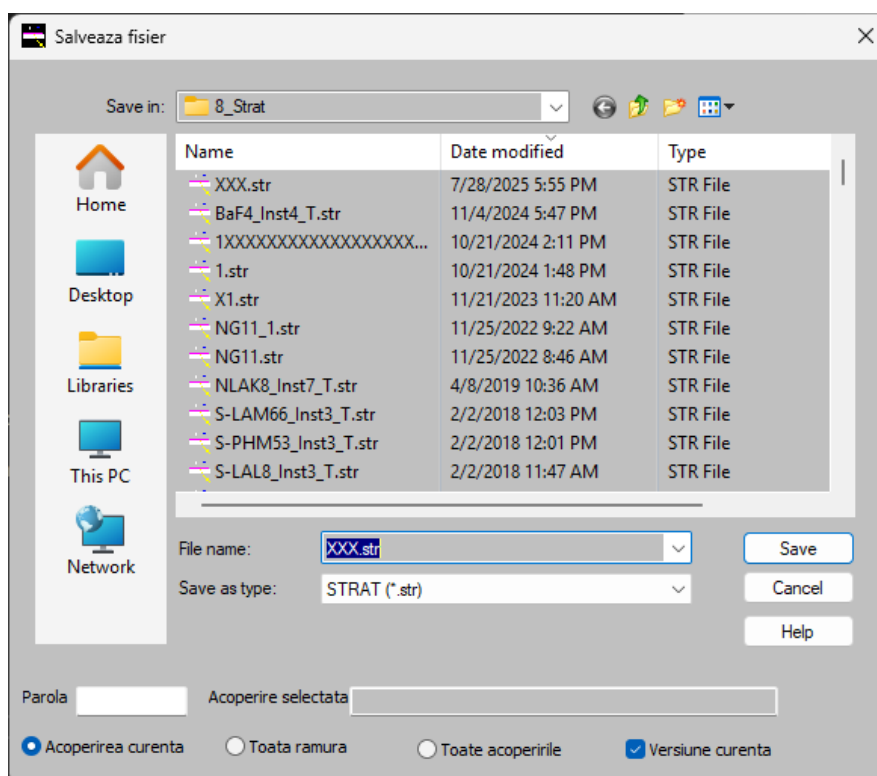 Salveaza fisier
Save in: 8_Strat
Name Date modified Type
XXX.str 7/28/2025 5:55 PM STR File
BaF4_Inst4_T.str 11/4/2024 5:47 PM STR File
1XXXXXXXXXXXXXXXXXX... 10/21/2024 2:11 PM STR File
1.str 10/21/2024 1:48 PM STR File
X1.str 11/21/2023 11:20 AM STR File
NG11_1.str 11/25/2022 9:22 AM STR File
NG11.str 11/25/2022 8:46 AM STR File
NLAK8_Inst7_T.str 4/8/2019 10:36 AM STR File
S-LAM66_Inst3_T.str 2/2/2018 12:03 PM STR File
S-PHM53_Inst3_T.str 2/2/2018 12:01 PM STR File
S-LAL8_Inst3_T.str 2/2/2018 11:47 AM STR File
Home
Desktop
Libraries
This PC
Network
File name: XXX.str Save
Save as type: STRAT (*.str) Cancel
Help
Parola Acoperire selectata
Acoperirea curenta Toata ramura Toate acoperirile Versiune curenta